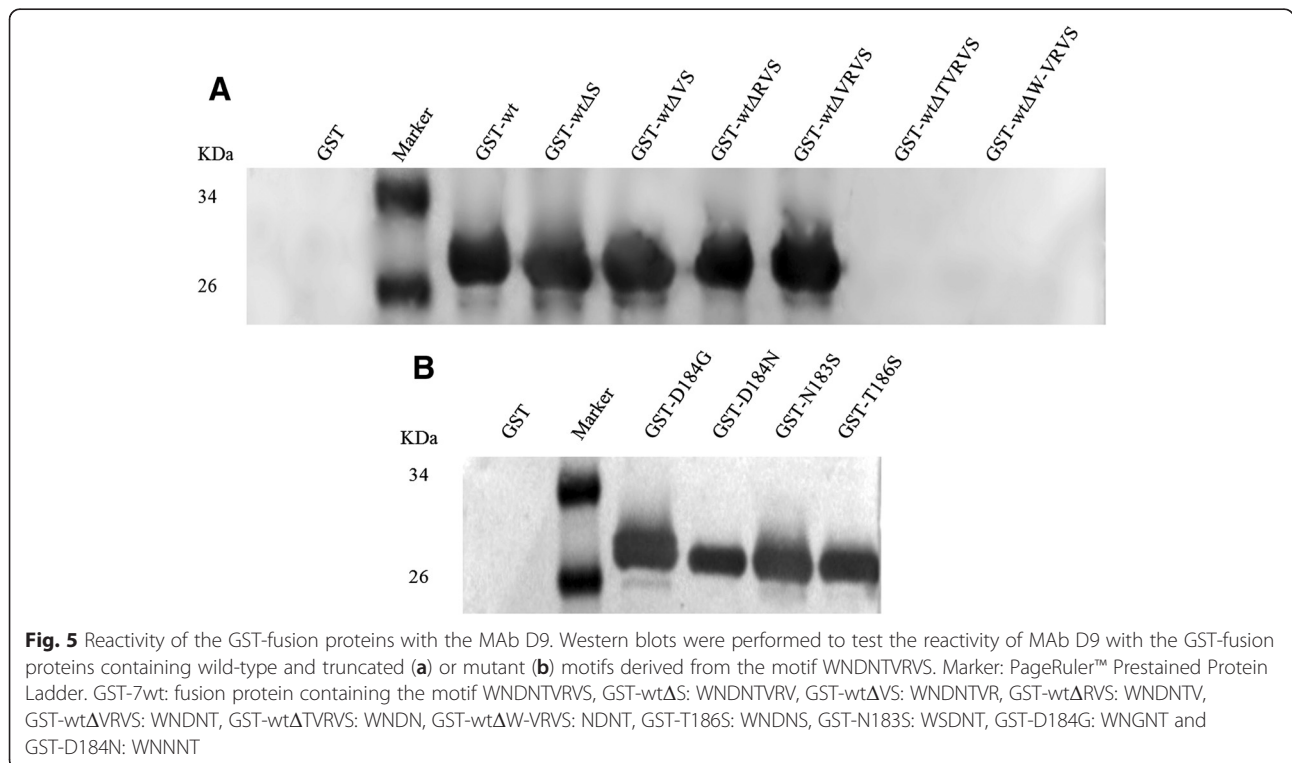 A
KDa
GST
Marker
GST-wt
GST-wtΔS
GST-wtΔVS
GST-wtΔRVS
GST-wtΔVRVS
GST-wtΔTVRVS
GST-wtΔW-VRVS
34
26
B
KDa
GST
Marker
GST-D184G
GST-D184N
GST-N183S
GST-T186S
34
26
Fig. 5 Reactivity of the GST-fusion proteins with the MAb D9. Western blots were performed to test the reactivity of MAb D9 with the GST-fusion
proteins containing wild-type and truncated (a) or mutant (b) motifs derived from the motif WNDNTVRVS. Marker: PageRuler™ Prestained Protein
Ladder. GST-7wt: fusion protein containing the motif WNDNTVRVS, GST-wtΔS: WNDNTVRV, GST-wtΔVS: WNDNTVR, GST-wtΔRVS: WNDNTV,
GST-wtΔVRVS: WNDNT, GST-wtΔTVRVS: WNDN, GST-wtΔW-VRVS: NDNT, GST-T186S: WNDNS, GST-N183S: WSDNT, GST-D184G: WNGNT and
GST-D184N: WNNNT